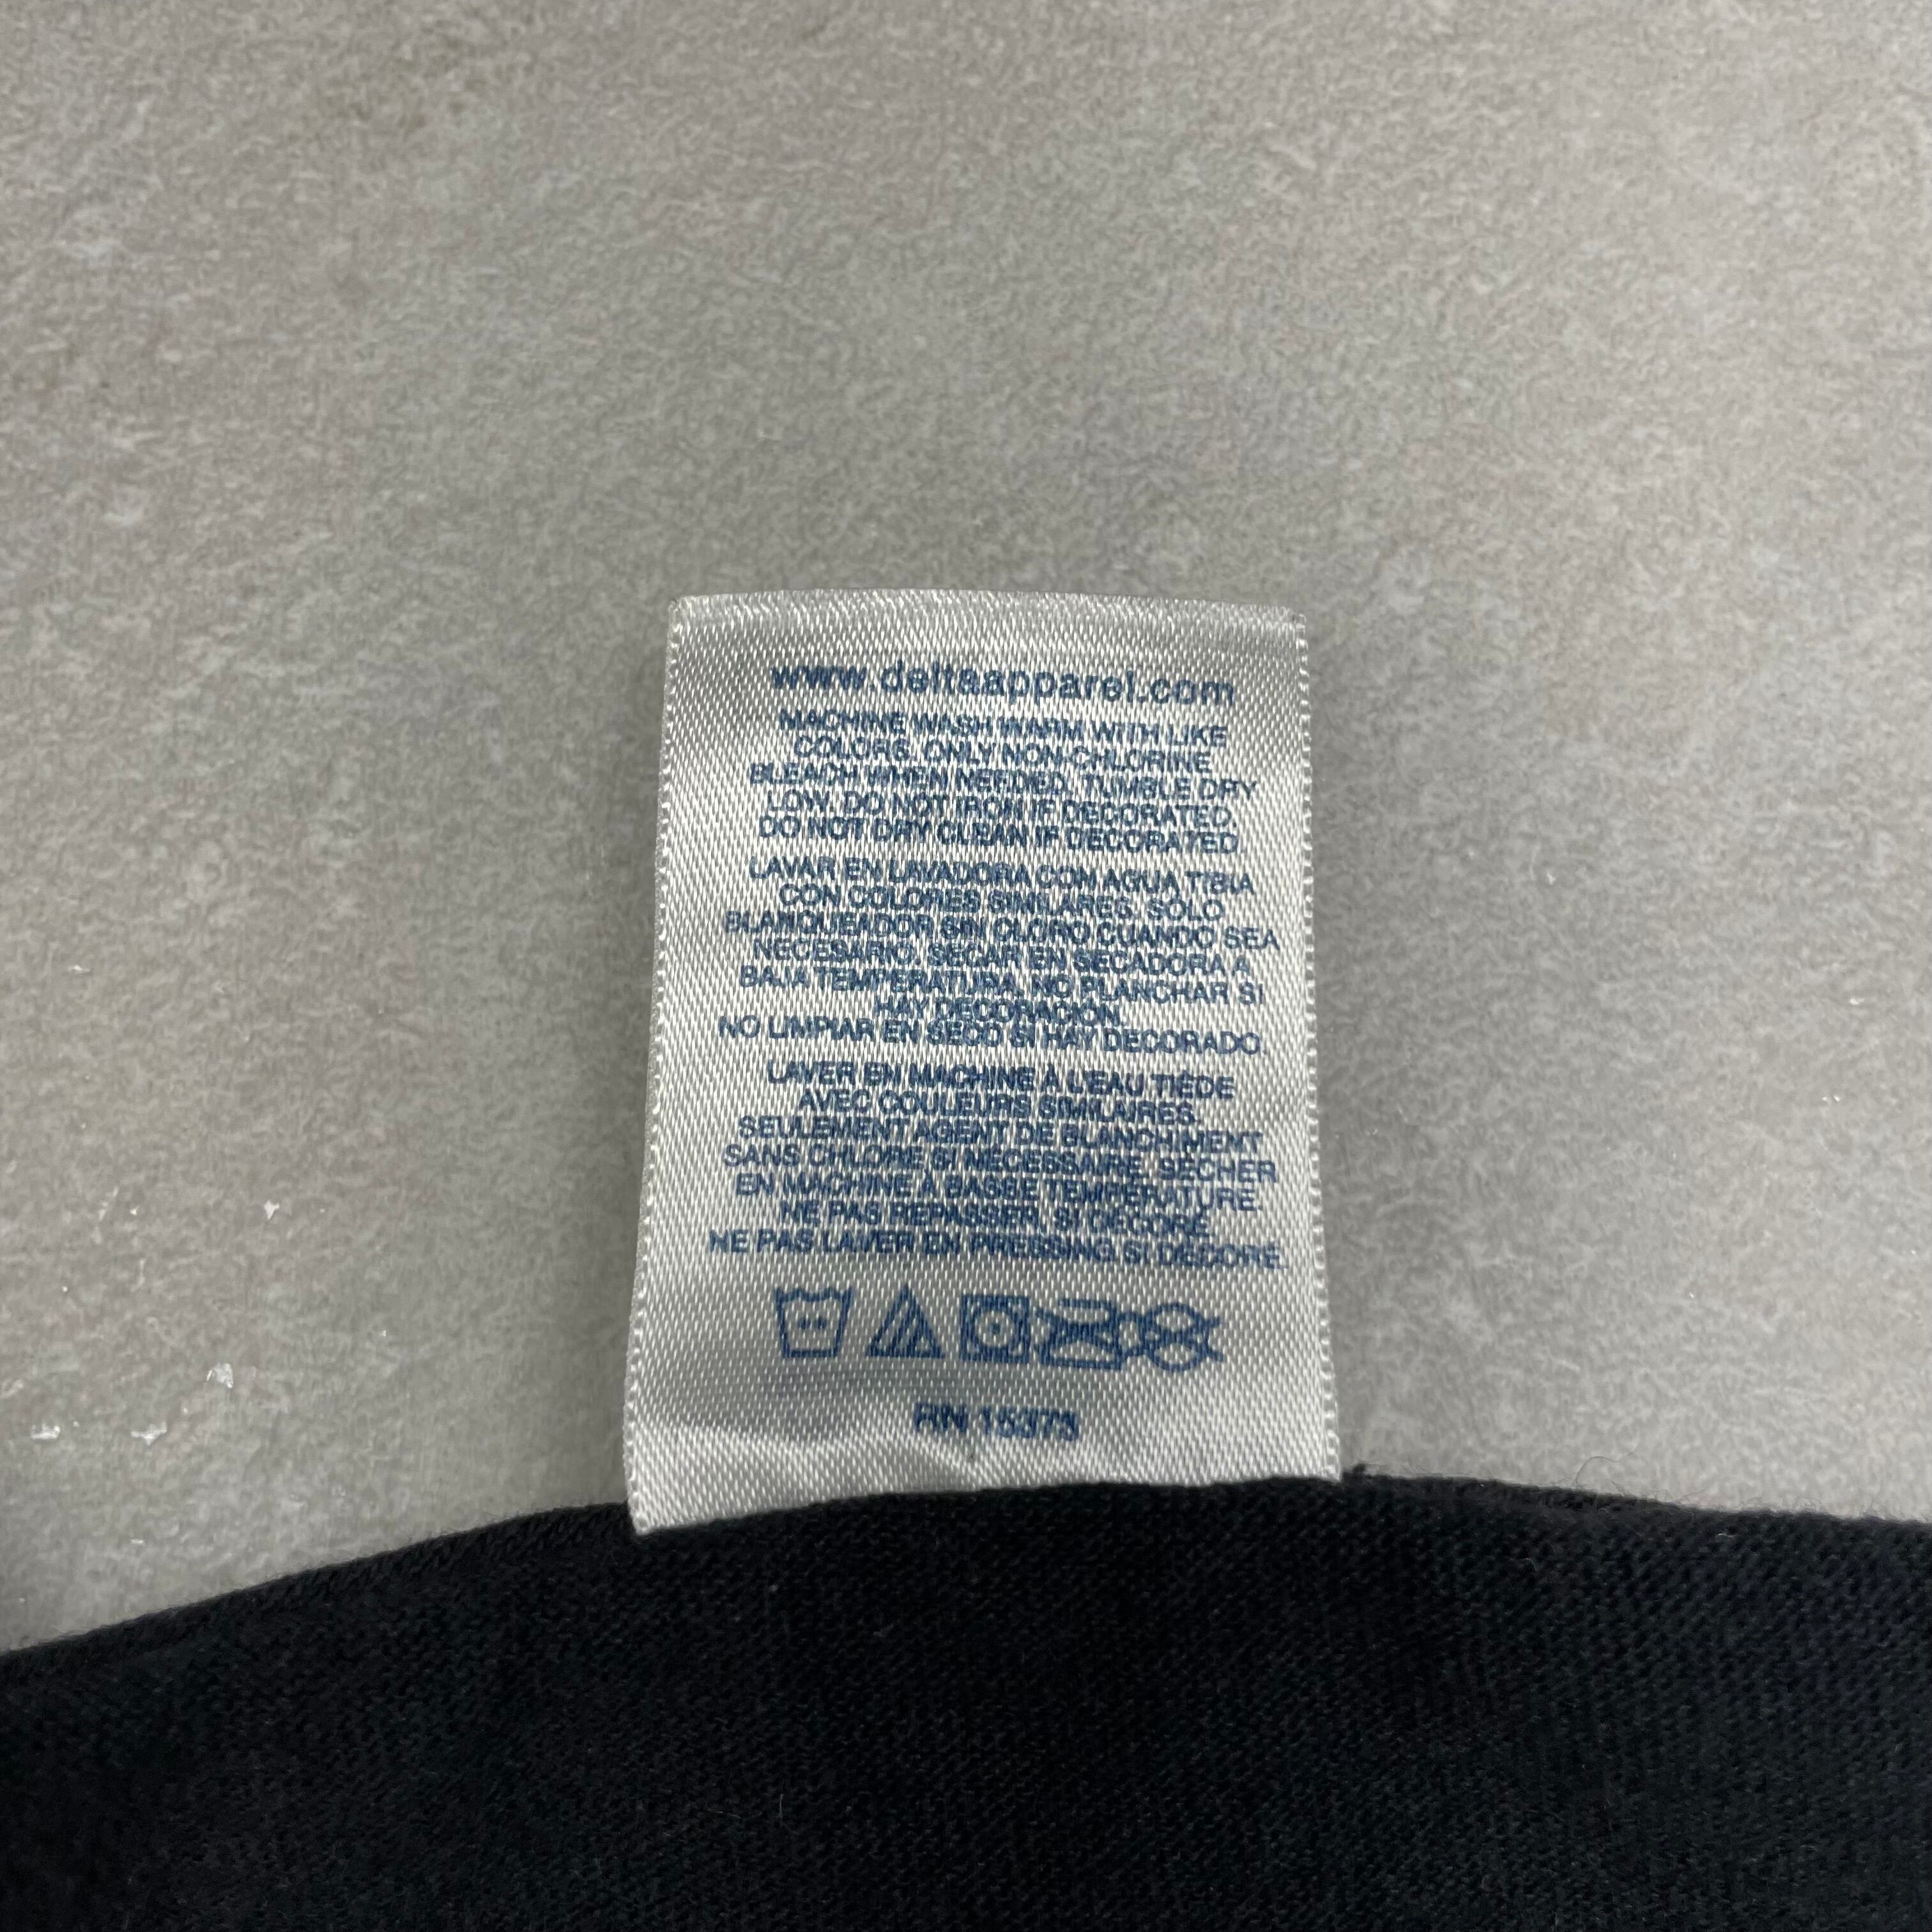 www.deltaapparel.com
MACHINE WASH WARM WITH LIKE
COLORS. ONLY NON-CHLORINE
BLEACH WHEN NEEDED. TUMBLE DRY
LOW. DO NOT IRON IF DECORATED.
DO NOT DRY CLEAN IF DECORATED
LAVAR EN LAVADORA CON AGUA TIBIA
CON COLORES SIMILARES. SOLO
BLANQUEADOR SIN CLORO CUANDO SEA
NECESARIO. SECAR EN SECADORA A
BAJA TEMPERATURA. NO PLANCHAR SI
HAY DECORACIÓN.
NO LIMPIAR EN SECO SI HAY DECORADO
LAVER EN MACHINE À L'EAU TIÈDE
AVEC COULEURS SIMILAIRES.
SEULEMENT AGENT DE BLANCHIMENT
SANS CHLORE SI NÉCESSAIRE. SÉCHER
EN MACHINE À BASSE TEMPÉRATURE.
NE PAS REPASSER, SI DÉCORÉ.
NE PAS LAVER EN PRESSING SI DÉCORÉ
RN 15375